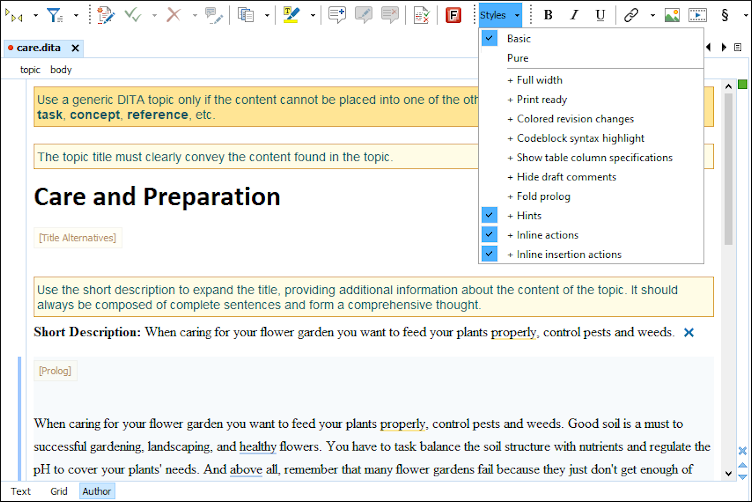 Styles
B I U
§
F
care.dita
topic body
Basic
Pure
+ Full width
+ Print ready
+ Colored revision changes
+ Codeblock syntax highlight
+ Show table column specifications
+ Hide draft comments
+ Fold prolog
+ Hints
+ Inline actions
+ Inline insertion actions
Use a generic DITA topic only if the content cannot be placed into one of the oth
task, concept, reference, etc.
The topic title must clearly convey the content found in the topic.
Care and Preparation
[Title Alternatives]
Use the short description to expand the title, providing additional information about the content of the topic. It should
always be composed of complete sentences and form a comprehensive thought.
Short Description: When caring for your flower garden you want to feed your plants properly, control pests and weeds.
[Prolog]
When caring for your flower garden you want to feed your plants properly, control pests and weeds. Good soil is a must to
successful gardening, landscaping, and healthy flowers. You have to task balance the soil structure with nutrients and regulate the
pH to cover your plants' needs. And above all, remember that many flower gardens fail because they just don't get enough of
Text Grid Author